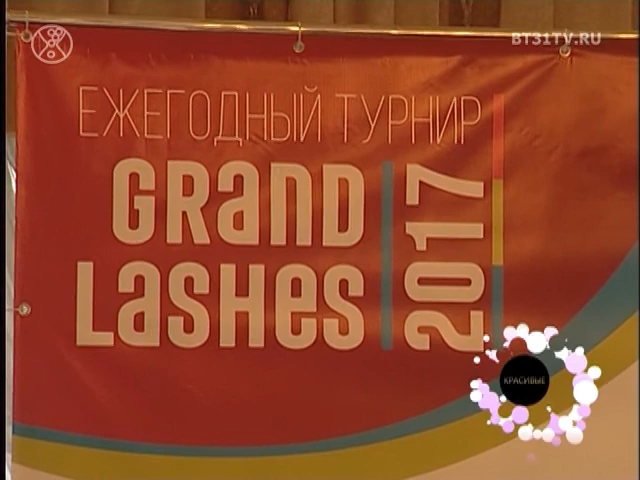 BT31TV.RU
ЕЖЕГОДНЫЙ ТУРНИР
GRAND
LASHES
2017
КРАСИВЫЕ